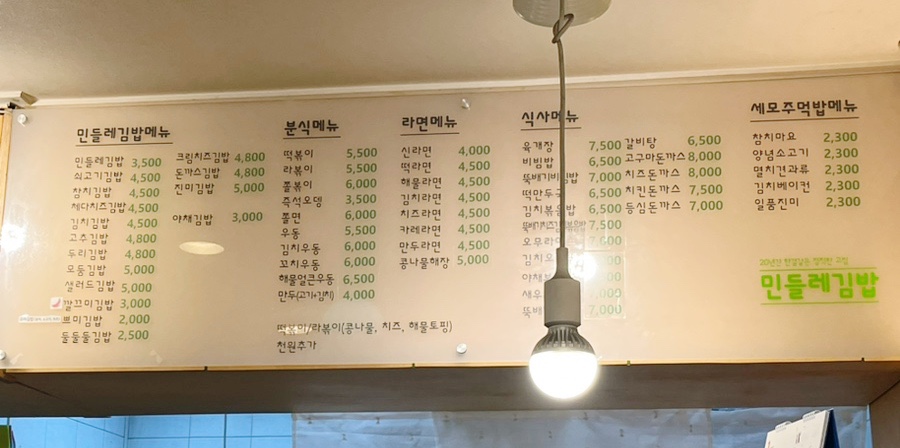 민들레김밥메뉴
민들레김밥 3,500
쇠고기김밥 4,500
참치김밥 4,500
체다치즈김밥 4,500
김치김밥 4,500
고추김밥 4,800
두리김밥 4,800
모둠김밥 5,000
샐러드김밥 5,000
깔끄미김밥 3,000
쁘미김밥 2,000
둘둘둘김밥 2,500
크림치즈김밥 4,800
돈까스김밥 4,800
진미김밥 5,000
야채김밥 3,000
분식메뉴
떡볶이 5,500
라볶이 5,500
쫄볶이 6,000
즉석오뎅 3,500
쫄면 6,000
우동 5,500
김치우동 6,000
꼬치우동 6,000
해물얼큰우동 6,500
만두(고기,김치) 4,000
떡볶이/라볶이(콩나물, 치즈, 해물토핑)
천원추가
라면메뉴
신라면 4,000
떡라면 4,500
해물라면 4,500
김치라면 4,500
치즈라면 4,500
카레라면 4,500
만두라면 4,500
콩나물해장 5,000
식사메뉴
육개장 7,500
비빔밥 6,500
뚝배기비빔밥 7,000
떡만두국 6,500
김치볶음밥 6,500
7,500
7,000
갈비탕 6,500
고구마돈까스 8,000
치즈돈까스 8,000
치킨돈까스 7,500
등심돈까스 7,000
세모주먹밥메뉴
참치마요 2,300
양념소고기 2,300
멸치견과류 2,300
김치베이컨 2,300
일품진미 2,300
민들레김밥